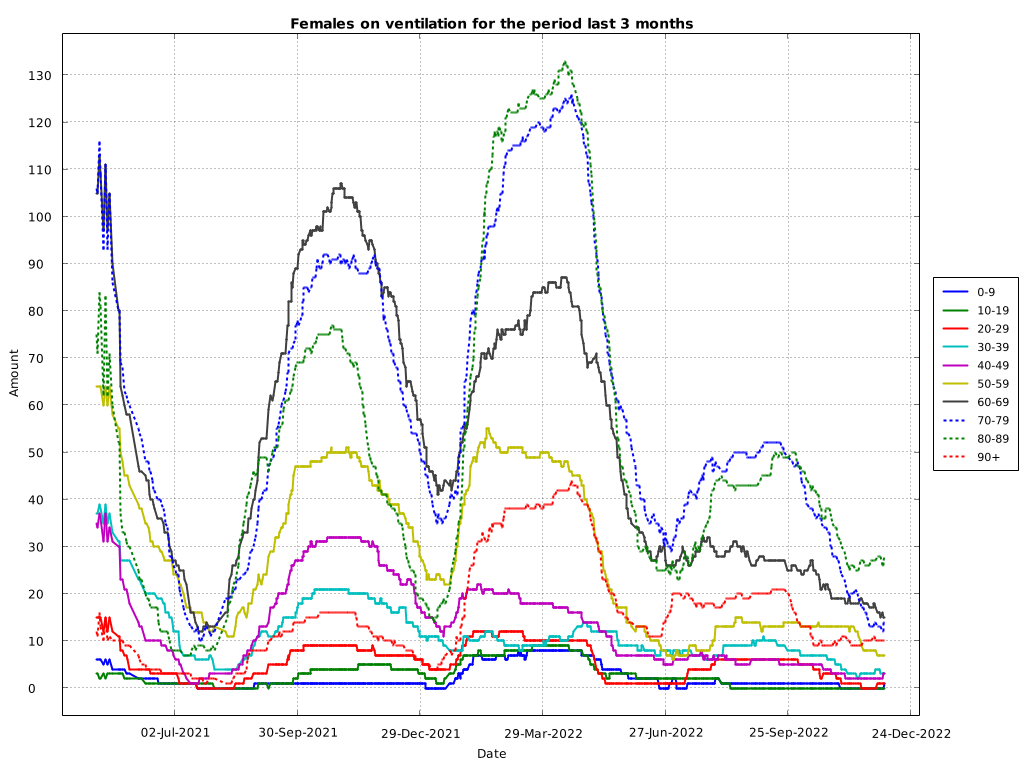 Females on ventilation for the period last 3 months
Amount
130
120
110
100
90
80
70
60
50
40
30
20
10
0
02-Jul-2021
30-Sep-2021
29-Dec-2021
29-Mar-2022
27-Jun-2022
25-Sep-2022
24-Dec-2022
Date
0-9
10-19
20-29
30-39
40-49
50-59
60-69
70-79
80-89
90+